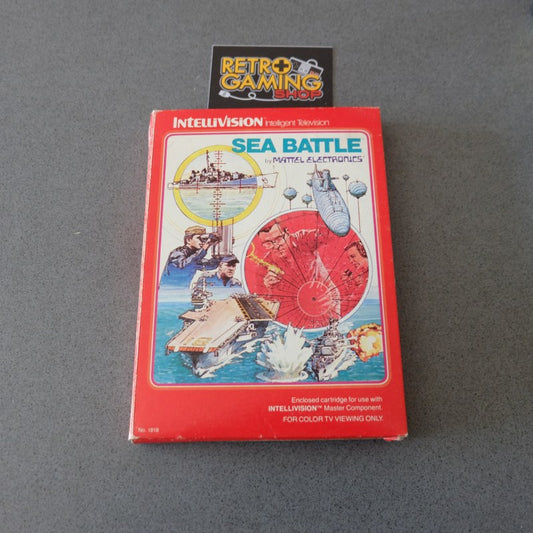 RETRO
GAMING
SHOP
INTELLIVISION Intelligent Television
SEA BATTLE
by MATTEL ELECTRONICS
Enclosed cartridge for use with
INTELLIVISION™ Master Component.
FOR COLOR TV VIEWING ONLY.
No. 1818